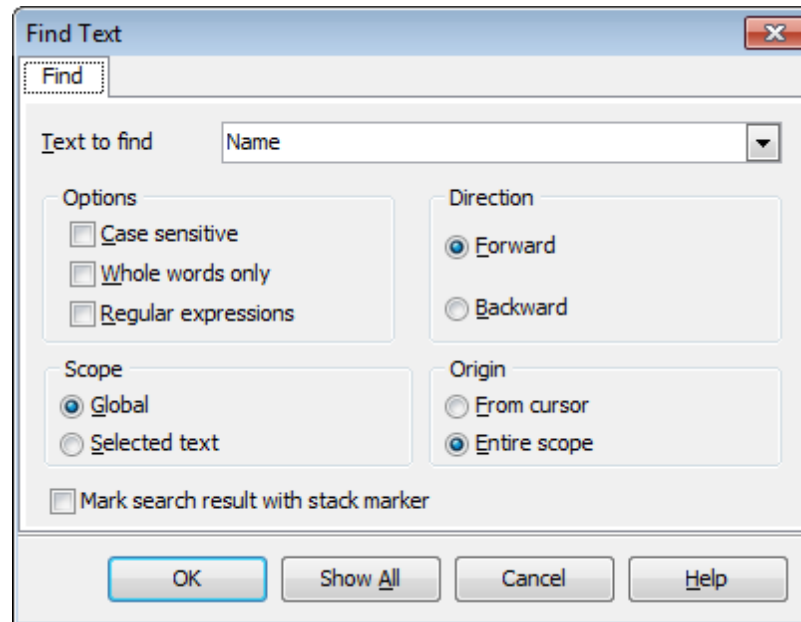 Find Text
Find
Text to find Name
Options
Case sensitive
Whole words only
Regular expressions
Direction
Forward
Backward
Scope
Global
Selected text
Origin
From cursor
Entire scope
Mark search result with stack marker
OK Show All Cancel Help